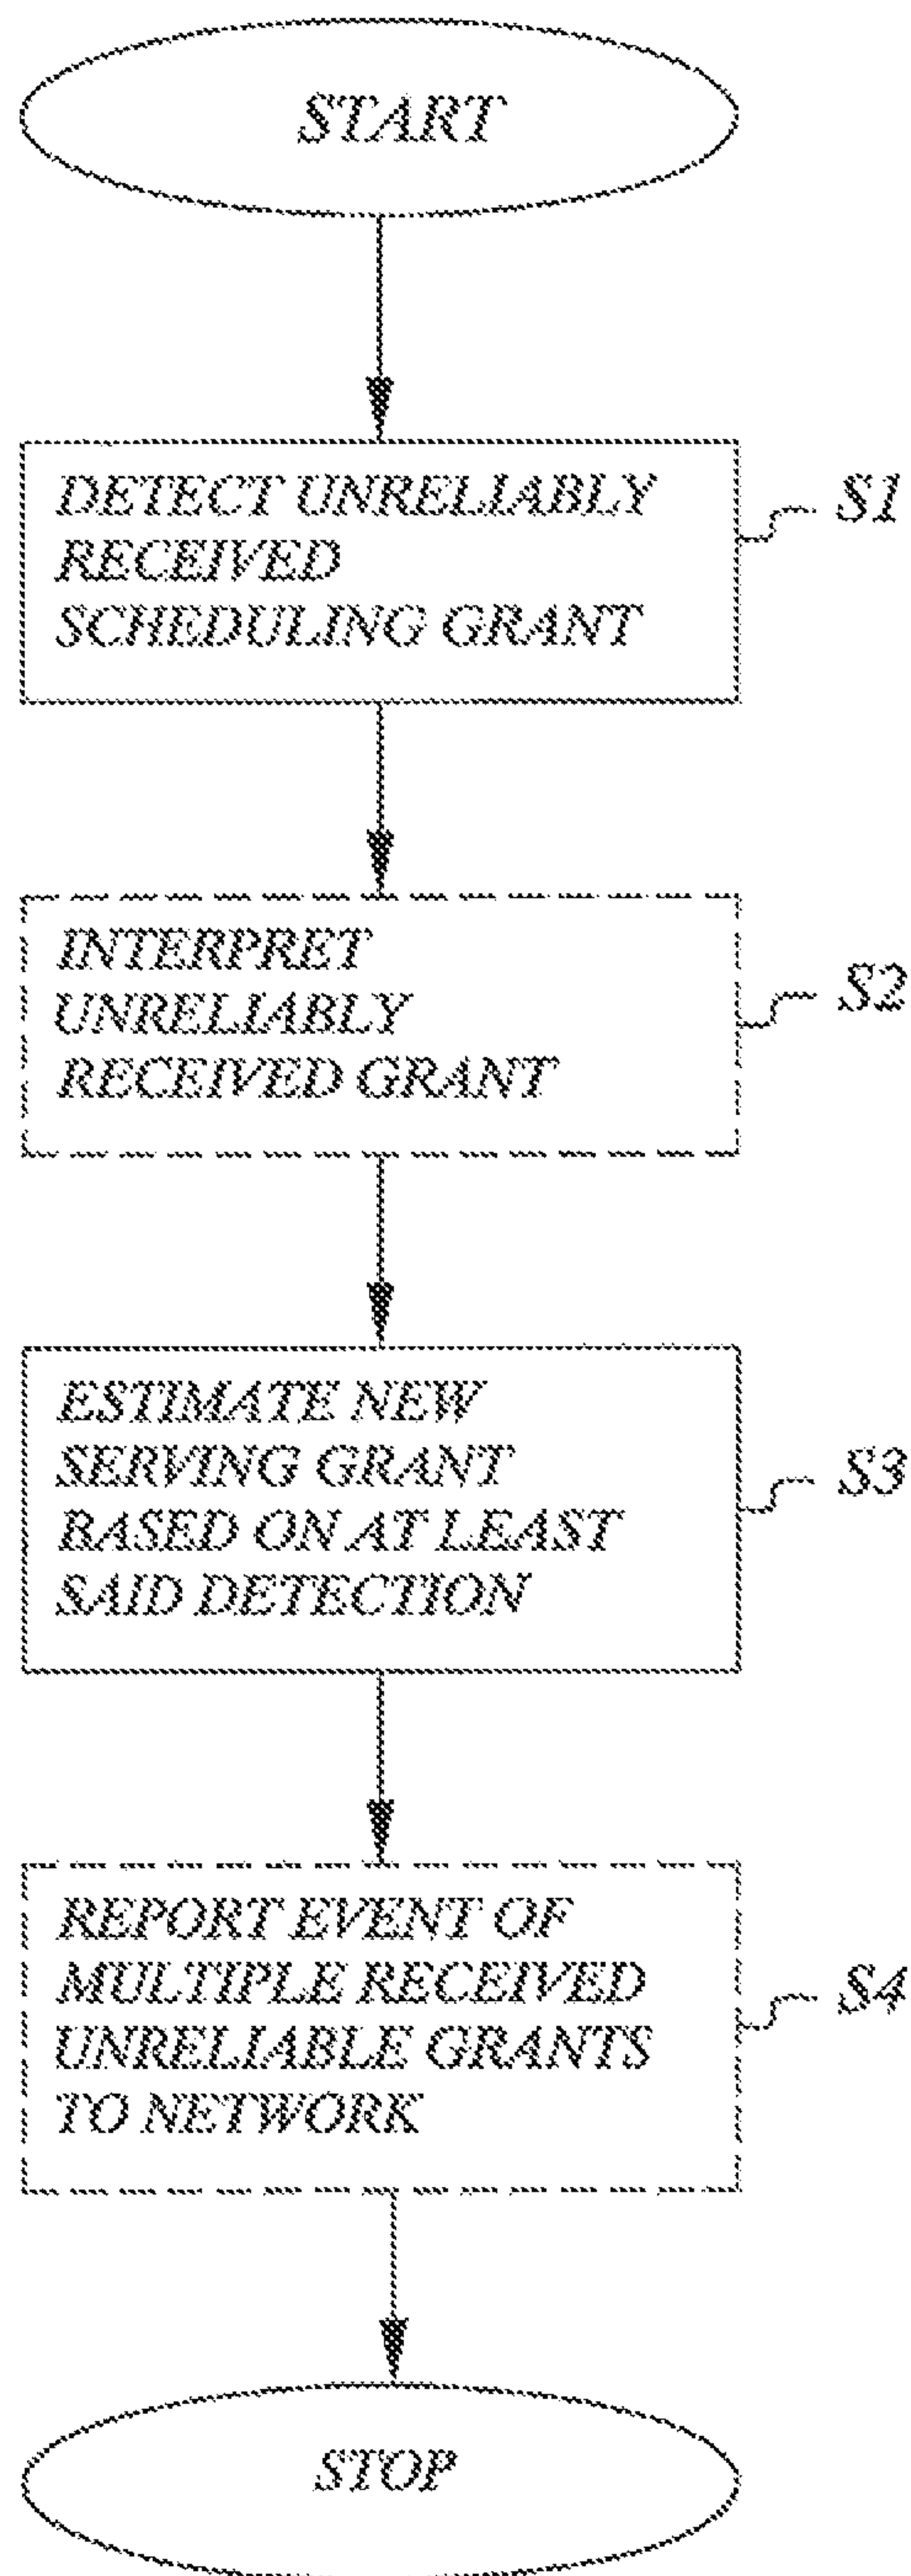 START
DETECT UNRELIABLY
RECEIVED
SCHEDULING GRANT
S1
INTERPRET
UNRELIABLY
RECEIVED GRANT
S2
ESTIMATE NEW
SERVING GRANT
BASED ON AT LEAST
SAID DETECTION
S3
REPORT EVENT OF
MULTIPLE RECEIVED
UNRELIABLE GRANTS
TO NETWORK
S4
STOP